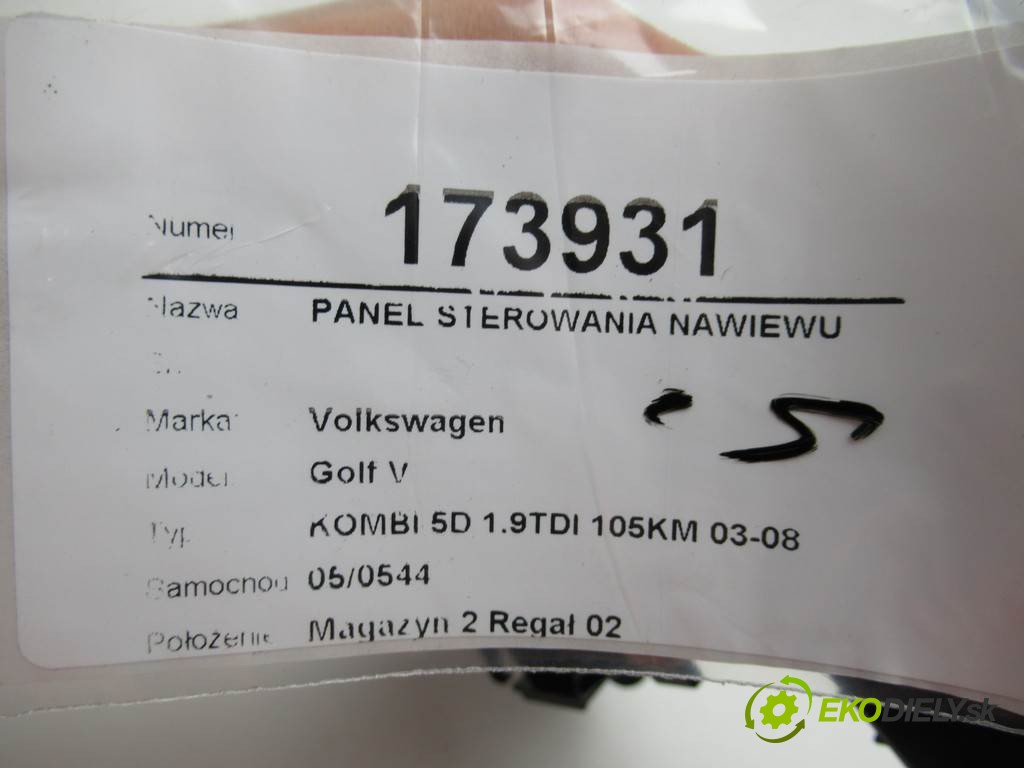 Numer 173931
Nazwa PANEL STEROWANIA NAWIEWU
Marka: Volkswagen
Model: Golf V
Typ KOMBI 5D 1.9TDI 105KM 03-08
Samochód 05/0544
Położenie Magazyn 2 Regał 02
EKODIELY.sk